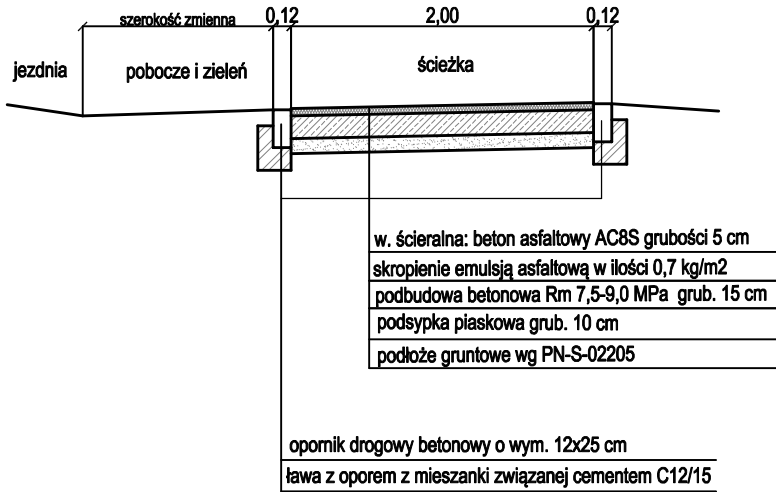 szerokość zmienna 0,12 2,00 0,12
jezdnia pobocze i zieleń ścieżka
w. ścieralna: beton asfaltowy AC8S grubości 5 cm
skropienie emulsją asfaltową w ilości 0,7 kg/m2
podbudowa betonowa Rm 7,5-9,0 MPa grub. 15 cm
podsypka piaskowa grub. 10 cm
podłoże gruntowe wg PN-S-02205
opornik drogowy betonowy o wym. 12x25 cm
ława z oporem z mieszanki związanej cementem C12/15